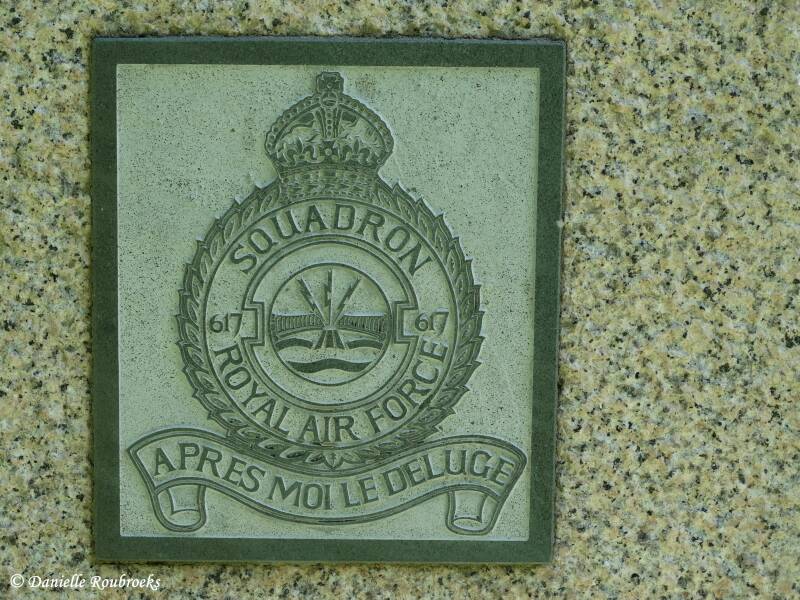 SQUADRON
617 617
ROYAL AIR FORCE
APRES MOI LE DELUGE
© Danielle Roubroeks